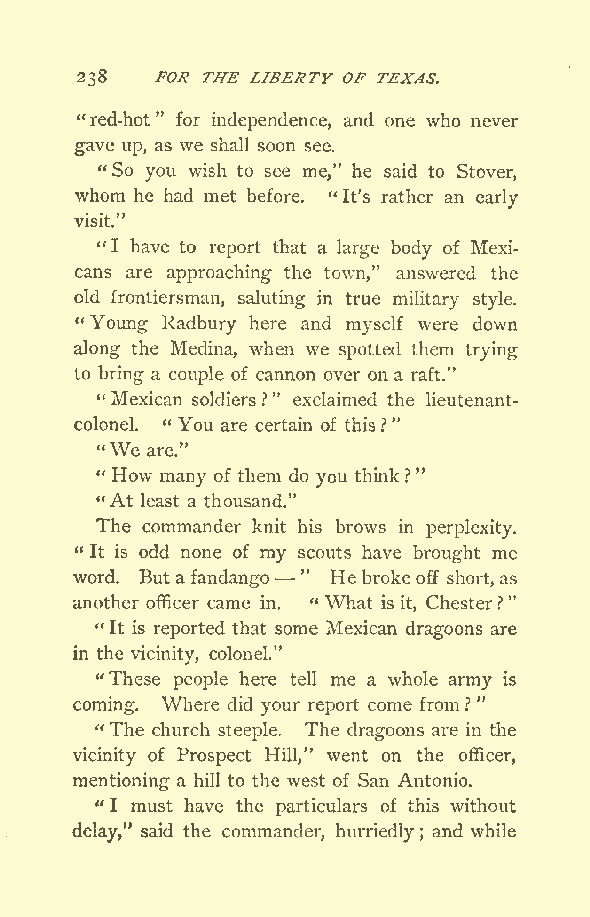 238 FOR THE LIBERTY OF TEXAS.
"red-hot" for independence, and one who never
gave up, as we shall soon see.
"So you wish to see me," he said to Stover,
whom he had met before. "It's rather an early
visit."
"I have to report that a large body of Mexi-
cans are approaching the town," answered the
old frontiersman, saluting in true military style.
"Young Radbury here and myself were down
along the Medina, when we spotted them trying
to bring a couple of cannon over on a raft."
"Mexican soldiers?" exclaimed the lieutenant-
colonel. "You are certain of this?"
"We are."
"How many of them do you think?"
"At least a thousand."
The commander knit his brows in perplexity.
"It is odd none of my scouts have brought me
word. But a fandango—" He broke off short, as
another officer came in. "What is it, Chester?"
"It is reported that some Mexican dragoons are
in the vicinity, colonel."
"These people here tell me a whole army is
coming. Where did your report come from?"
"The church steeple. The dragoons are in the
vicinity of Prospect Hill," went on the officer,
mentioning a hill to the west of San Antonio.
"I must have the particulars of this without
delay," said the commander, hurriedly; and while